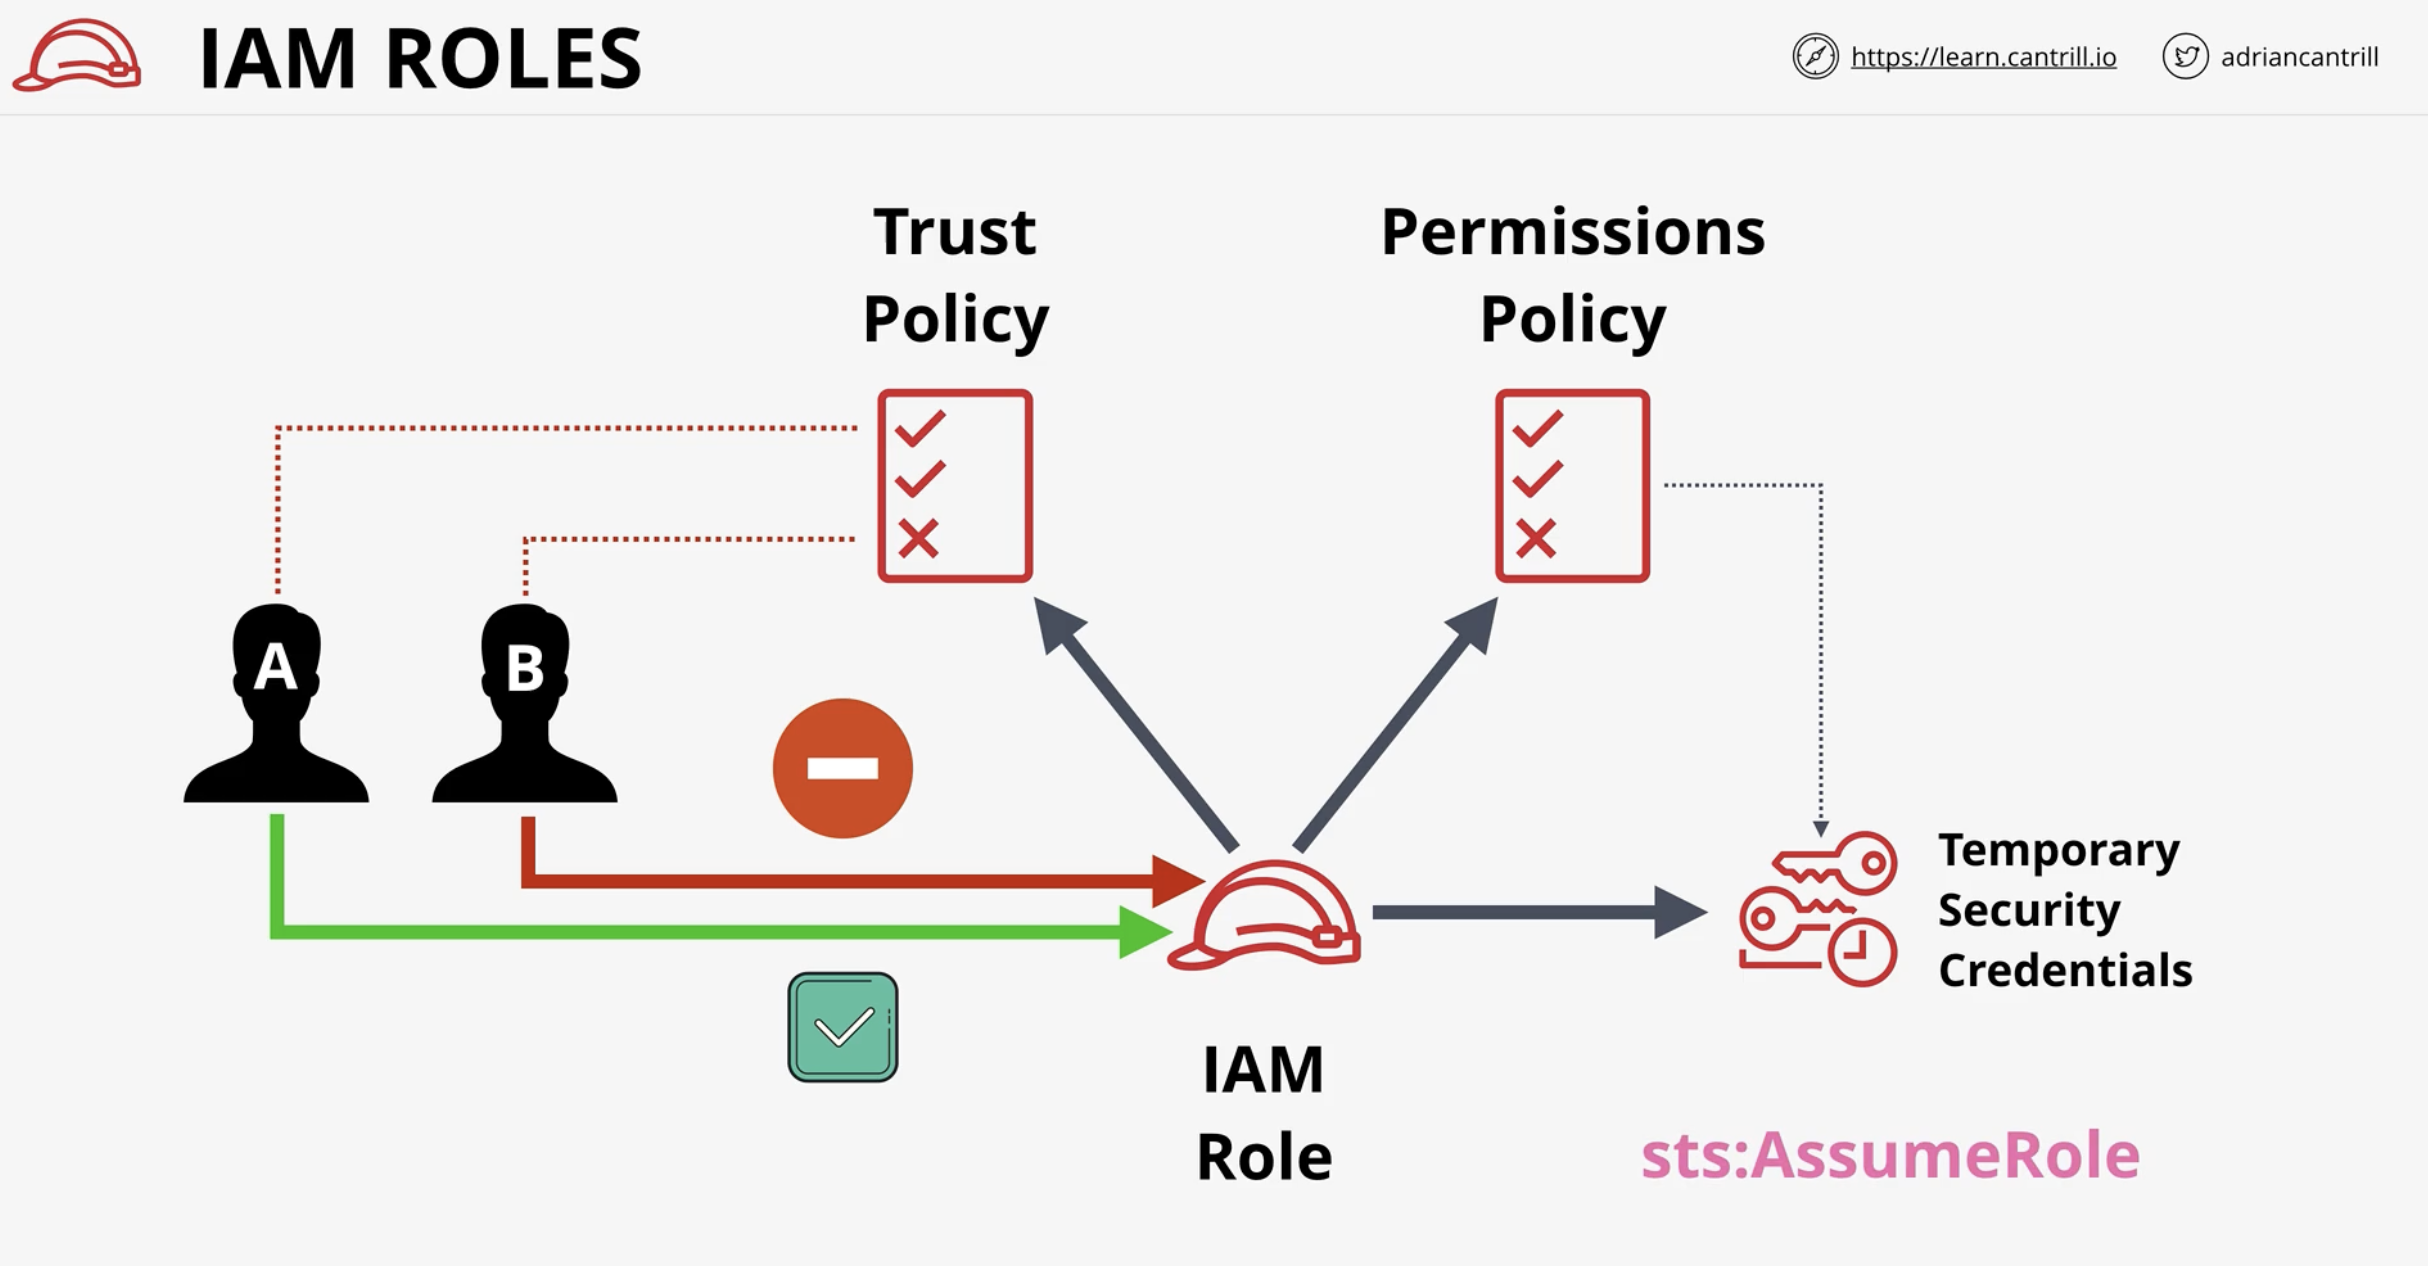 IAM ROLES
https://learn.cantrill.io
adriancantrill
Trust
Policy
Permissions
Policy
A
B
Temporary
Security
Credentials
IAM
Role
sts:AssumeRole